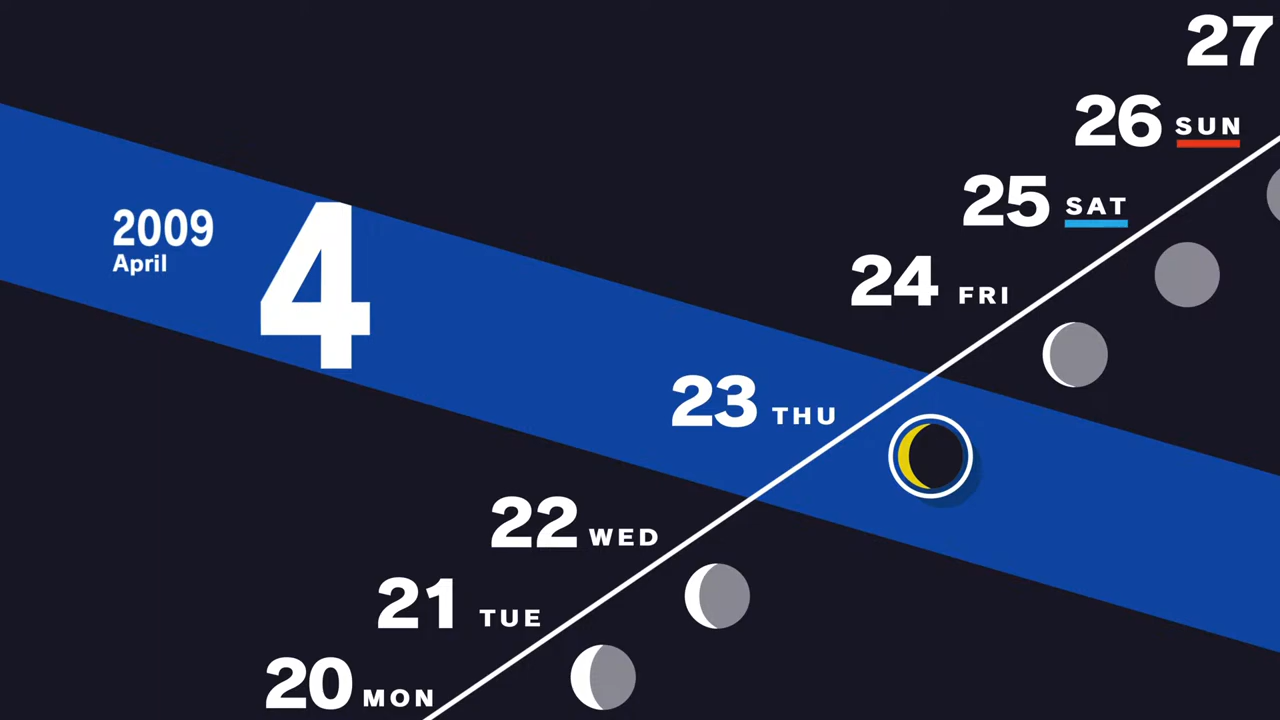 27
26 SUN
25 SAT
2009
April
4
24 FRI
23 THU
22 WED
21 TUE
20 MON